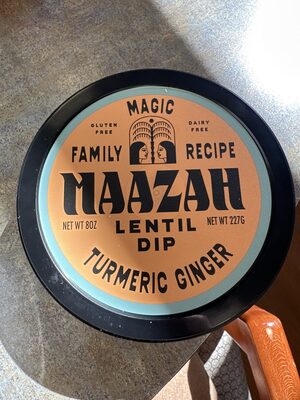 MAGIC
GLUTEN FREE
DAIRY FREE
FAMILY RECIPE
MAAZAH
NET WT 8OZ
LENTIL DIP
NET WT 227G
TURMERIC GINGER